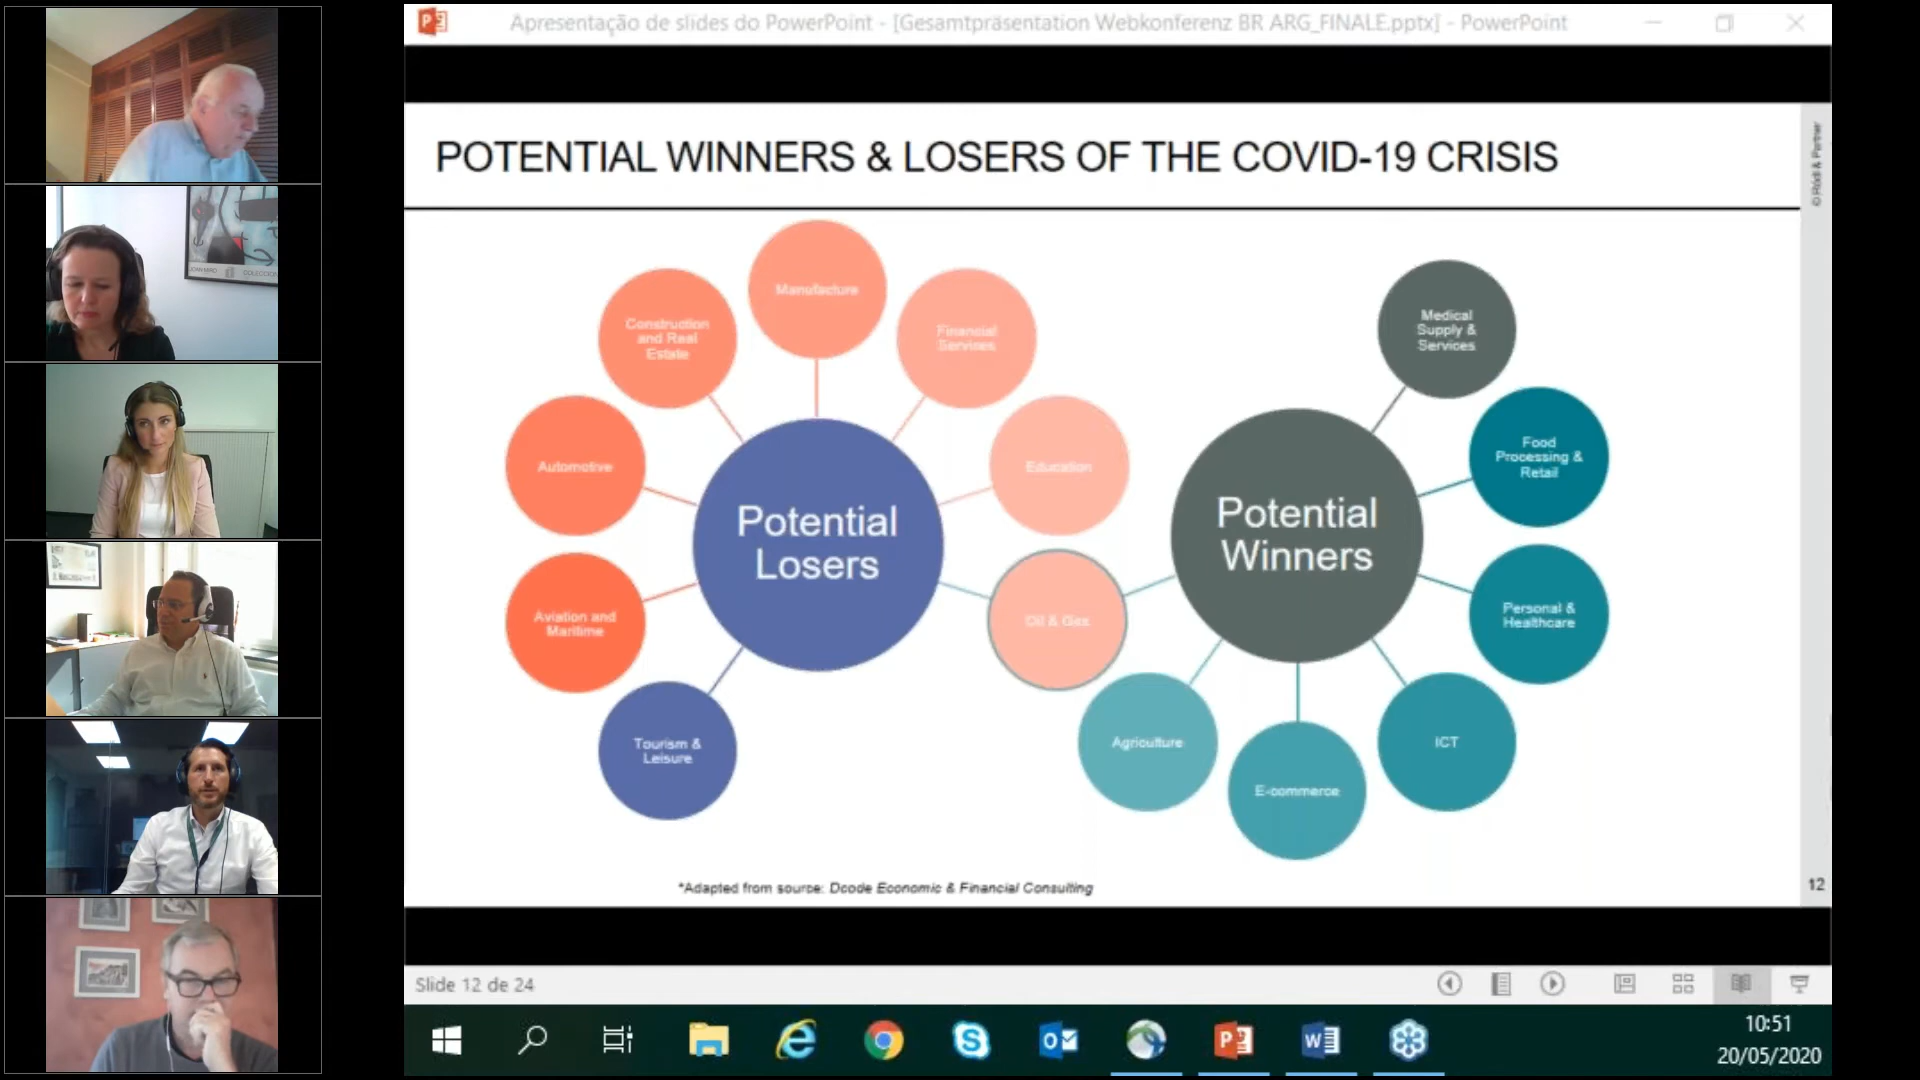 Apresentação de slides do PowerPoint - [Gesamtpräsentation Webkonferenz BR ARG_FINALE.pptx] - PowerPoint
POTENTIAL WINNERS & LOSERS OF THE COVID-19 CRISIS
© Rödl & Partner
Manufacture
Construction
and Real
Estate
Financial
Services
Automotive
Education
Potential
Losers
Aviation and
Maritime
Oil & Gas
Tourism &
Leisure
Medical
Supply &
Services
Food
Processing &
Retail
Potential
Winners
Personal &
Healthcare
Agriculture
ICT
E-commerce
*Adapted from source: Dcode Economic & Financial Consulting
12
Slide 12 de 24
10:51
20/05/2020